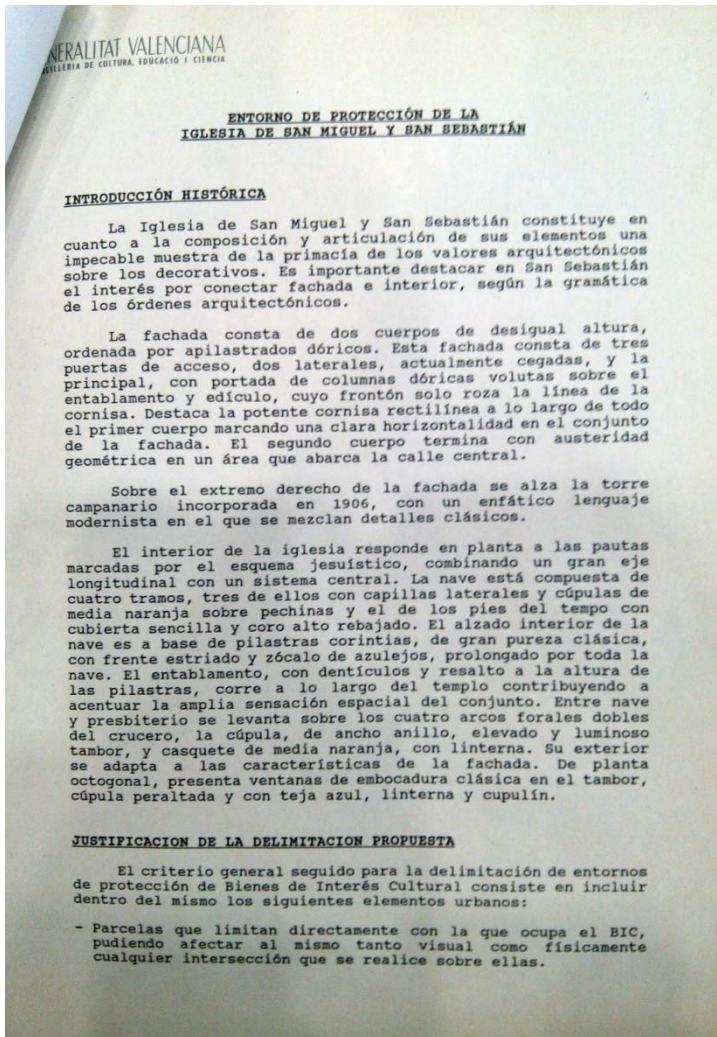 NERALITAT VALENCIANA
SELLERIA DE CULTURA, EDUCACIÓ I CIÈNCIA
ENTORNO DE PROTECCIÓN DE LA
IGLESIA DE SAN MIGUEL Y SAN SEBASTIÁN
INTRODUCCIÓN HISTÓRICA
La Iglesia de San Miguel y San Sebastián constituye en
cuanto a la composición y articulación de sus elementos una
impecable muestra de la primacía de los valores arquitectónicos
sobre los decorativos. Es importante destacar en San Sebastián
el interés por conectar fachada e interior, según la gramática
de los órdenes arquitectónicos.
La fachada consta de dos cuerpos de desigual altura,
ordenada por apilastrados dóricos. Esta fachada consta de tres
puertas de acceso, dos laterales, actualmente cegadas, y la
principal, con portada de columnas dóricas volutas sobre el
entablamento y edículo, cuyo frontón solo roza la línea de la
cornisa. Destaca la potente cornisa rectilínea a lo largo de todo
el primer cuerpo marcando una clara horizontalidad en el conjunto
de la fachada. El segundo cuerpo termina con austeridad
geométrica en un área que abarca la calle central.
Sobre el extremo derecho de la fachada se alza la torre
campanario incorporada en 1906, con un enfático lenguaje
modernista en el que se mezclan detalles clásicos.
El interior de la iglesia responde en planta a las pautas
marcadas por el esquema jesuístico, combinando un gran eje
longitudinal con un sistema central. La nave está compuesta de
cuatro tramos, tres de ellos con capillas laterales y cúpulas de
media naranja sobre pechinas y el de los pies del tempo con
cubierta sencilla y coro alto rebajado. El alzado interior de la
nave es a base de pilastras corintias, de gran pureza clásica,
con frente estriado y zócalo de azulejos, prolongado por toda la
nave. El entablamento, con dentículos y resalto a la altura de
las pilastras, corre a lo largo del templo contribuyendo a
acentuar la amplia sensación espacial del conjunto. Entre nave
y presbiterio se levanta sobre los cuatro arcos forales dobles
del crucero, la cúpula, de ancho anillo, elevado y luminoso
tambor, y casquete de media naranja, con linterna. Su exterior
se adapta a las características de la fachada. De planta
octogonal, presenta ventanas de embocadura clásica en el tambor,
cúpula peraltada y con teja azul, linterna y cupulín.
JUSTIFICACION DE LA DELIMITACION PROPUESTA
El criterio general seguido para la delimitación de entornos
de protección de Bienes de Interés Cultural consiste en incluir
dentro del mismo los siguientes elementos urbanos:
- Parcelas que limitan directamente con la que ocupa el BIC,
pudiendo afectar al mismo tanto visual como físicamente
cualquier intersección que se realice sobre ellas.